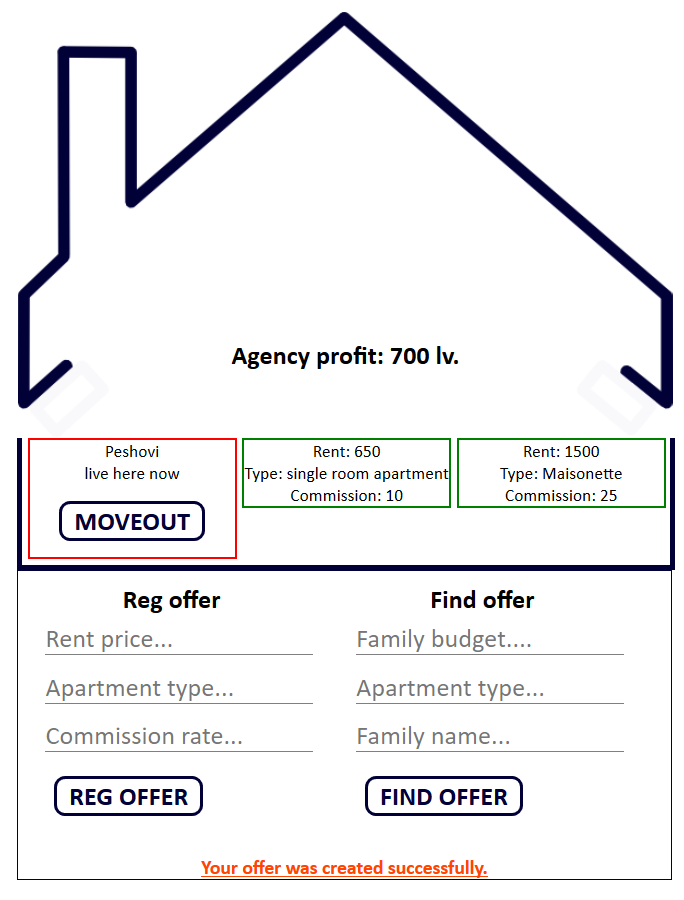 Agency profit: 700 lv.
Peshovi
live here now
MOVEOUT
Rent: 650
Type: single room apartment
Commission: 10
Rent: 1500
Type: Maisonette
Commission: 25
Reg offer
Rent price...
Apartment type...
Commission rate...
REG OFFER
Find offer
Family budget....
Apartment type...
Family name...
FIND OFFER
Your offer was created successfully.